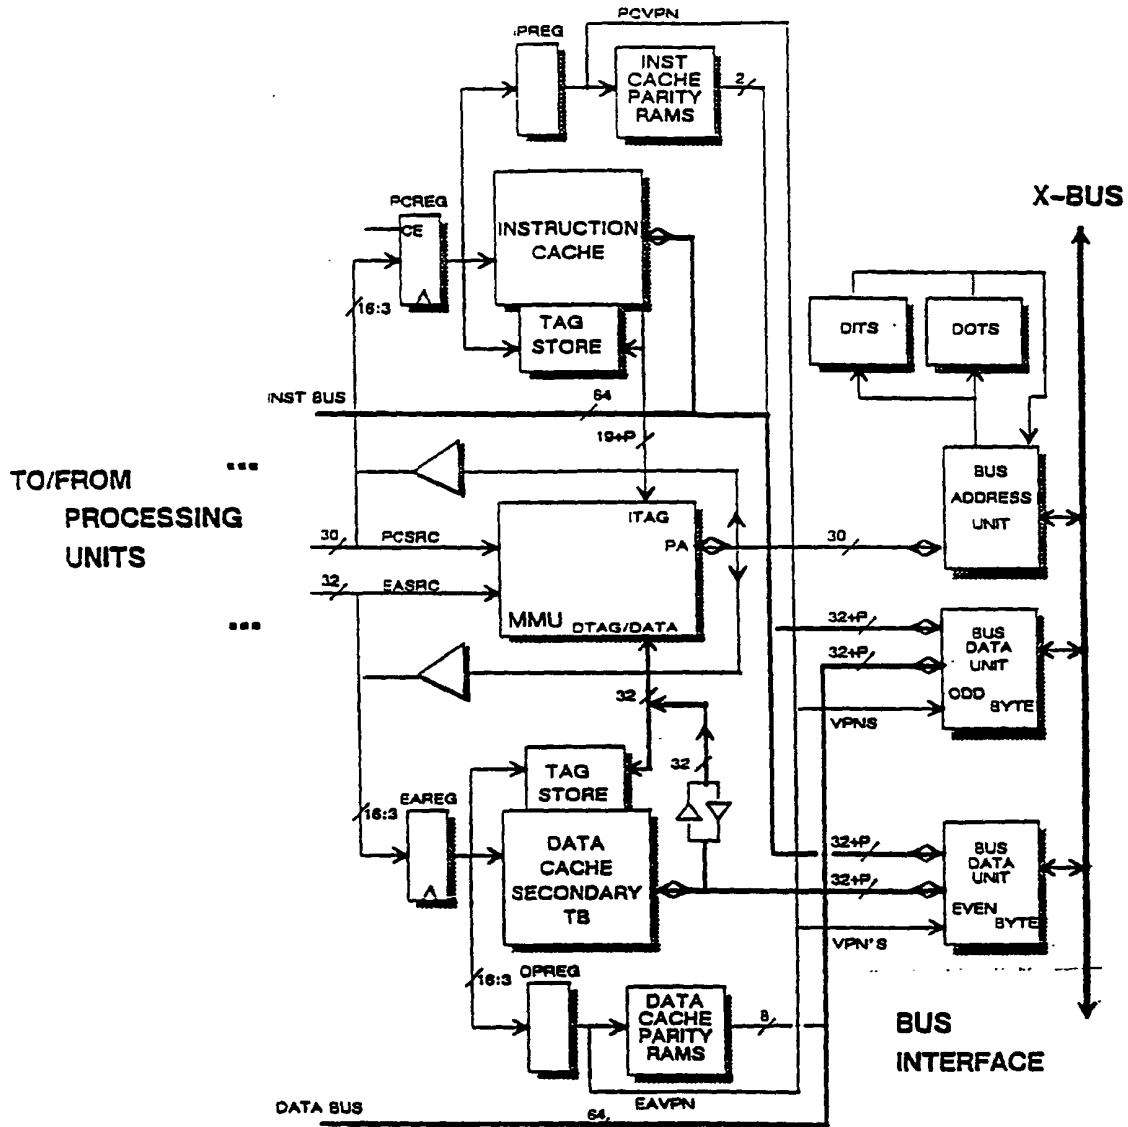 PCVPN
IPREG
INST
CACHE
PARITY
RAMS
2
X-BUS
PCREG
CE
INSTRUCTION
CACHE
16:3
TAG
STORE
DITS
DOTS
INST BUS
64
19+P
TO/FROM
PROCESSING
UNITS
ITAG
PA
BUS
ADDRESS
UNIT
30
PCSRC
30
32
EASRC
MMU
DTAG/DATA
32+P
32+P
BUS
DATA
UNIT
ODD
BYTE
VPNS
32
32
TAG
STORE
EAREG
16:3
DATA
CACHE
SECONDARY
TB
32+P
32+P
BUS
DATA
UNIT
EVEN
BYTE
VPN'S
16:3
DPREG
DATA
CACHE
PARITY
RAMS
8
BUS
INTERFACE
EAVPN
DATA BUS
64